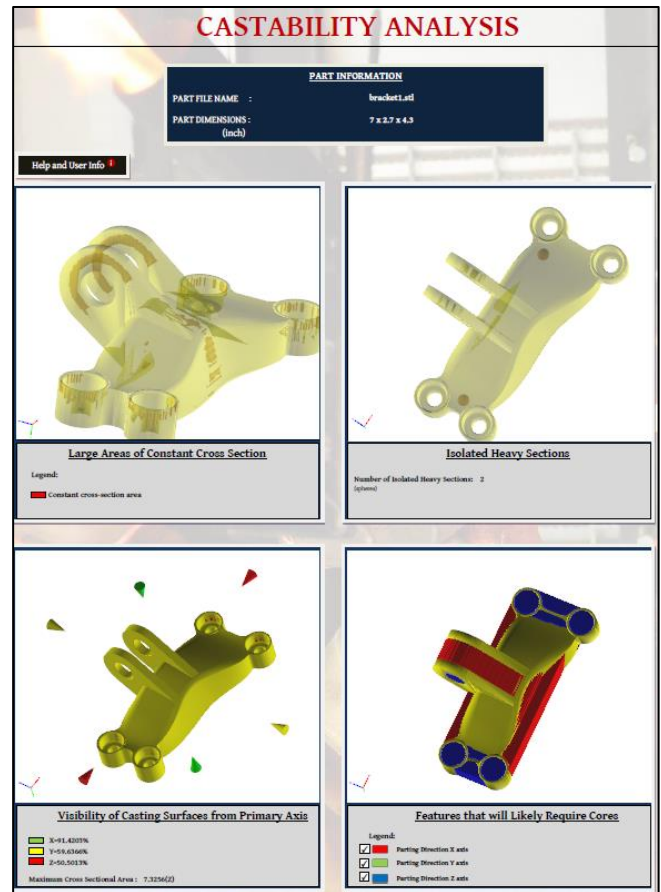 CASTABILITY ANALYSIS
PART INFORMATION
PART FILE NAME : bracket1.stl
PART DIMENSIONS : 7 x 2.7 x 4.3
(inch)
Help and User Info
Large Areas of Constant Cross Section
Legend:
Constant cross-section area
Isolated Heavy Sections
Number of Isolated Heavy Sections: 2
(spheres)
Visibility of Casting Surfaces from Primary Axis
X=91.4203%
Y=59.6366%
Z=50.5013%
Maximum Cross Sectional Area : 7.3256(Z)
Features that will Likely Require Cores
Legend:
Parting Direction X axis
Parting Direction Y axis
Parting Direction Z axis